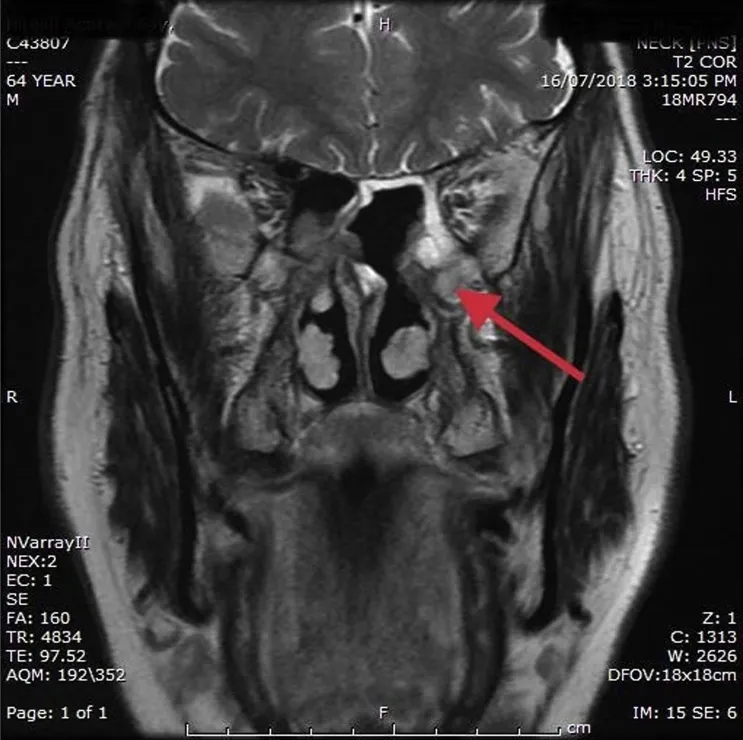 H
C43807
---
64 YEAR
M
NECK [PNS]
T2 COR
16/07/2018 3:15:05 PM
18MR794
---
LOC: 49.33
THK: 4 SP: 5
HFS
R
L
NVarrayII
NEX:2
EC: 1
SE
FA: 160
TR: 4834
TE: 97.52
AQM: 192\352
Page: 1 of 1
F
cm
Z: 1
C: 1313
W: 2626
DFOV:18x18cm
IM: 15 SE: 6